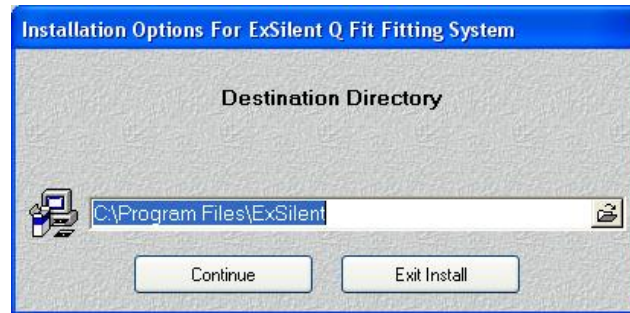 Installation Options For ExSilent Q Fit Fitting System
Destination Directory
C:\Program Files\ExSilent
Continue Exit Install